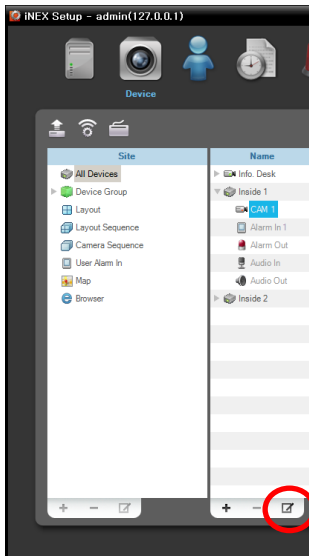 iNEX Setup - admin(127.0.0.1)
Device
Site
Name
All Devices
Device Group
Layout
Layout Sequence
Camera Sequence
User Alarm In
Map
Browser
Info. Desk
Inside 1
CAM 1
Alarm In 1
Alarm Out
Audio In
Audio Out
Inside 2